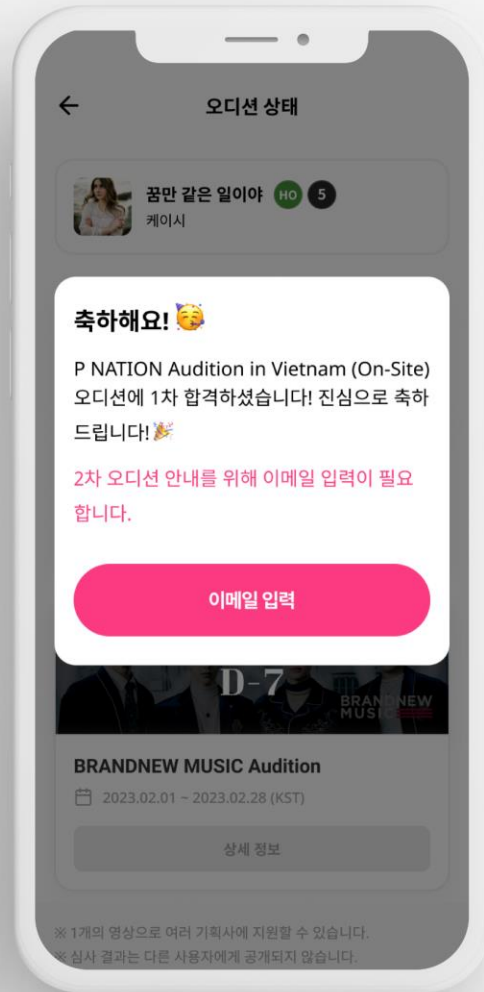 오디션 상태
꿈만 같은 일이야 HO 5
케이시
축하해요! 🥳
P NATION Audition in Vietnam (On-Site)
오디션에 1차 합격하셨습니다! 진심으로 축하
드립니다!🎉
2차 오디션 안내를 위해 이메일 입력이 필요
합니다.
이메일 입력
D-7
BRANDNEW
MUSIC
BRANDNEW MUSIC Audition
2023.02.01 ~ 2023.02.28 (KST)
상세 정보
※ 1개의 영상으로 여러 기획사에 지원할 수 있습니다.
※ 심사 결과는 다른 사용자에게 공개되지 않습니다.